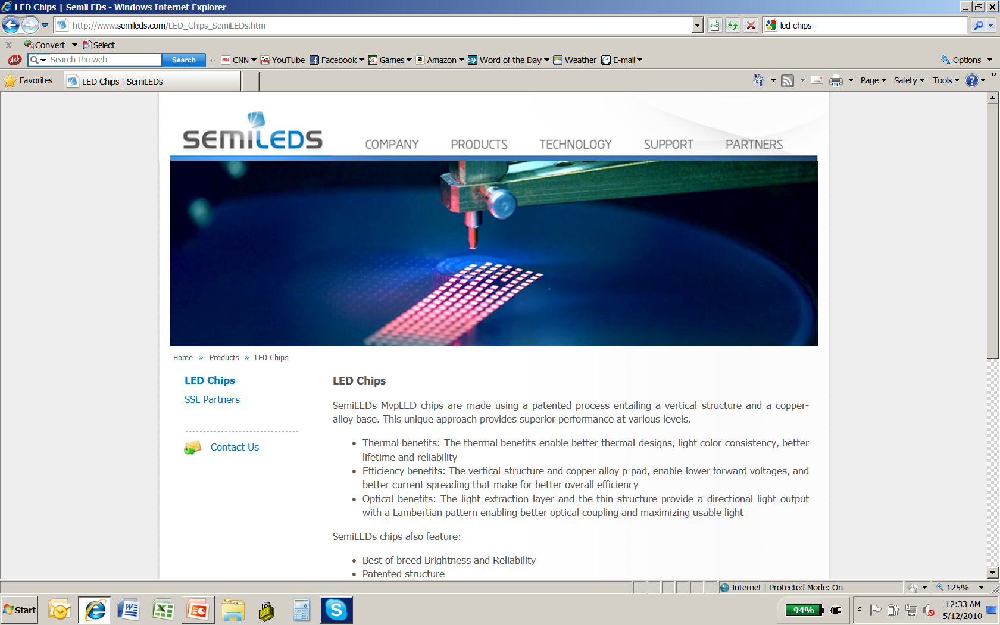 LED Chips | SemiLEDs - Windows Internet Explorer
http://www.semileds.com/LED_Chips_SemiLEDs.htm
led chips
x Convert Select
Ask Search the web Search CNN YouTube Facebook Games Amazon Word of the Day Weather E-mail Options
Favorites LED Chips | SemiLEDs Page Safety Tools
SEMILEDS
COMPANY PRODUCTS TECHNOLOGY SUPPORT PARTNERS
Home » Products » LED Chips
LED Chips
SSL Partners
Contact Us
LED Chips
SemiLEDs MvpLED chips are made using a patented process entailing a vertical structure and a copper-
alloy base. This unique approach provides superior performance at various levels.
• Thermal benefits: The thermal benefits enable better thermal designs, light color consistency, better
lifetime and reliability
• Efficiency benefits: The vertical structure and copper alloy p-pad, enable lower forward voltages, and
better current spreading that make for better overall efficiency
• Optical benefits: The light extraction layer and the thin structure provide a directional light output
with a Lambertian pattern enabling better optical coupling and maximizing usable light
SemiLEDs chips also feature:
• Best of breed Brightness and Reliability
• Patented structure
Internet | Protected Mode: On 125%
Start 94% 12:33 AM
5/12/2010